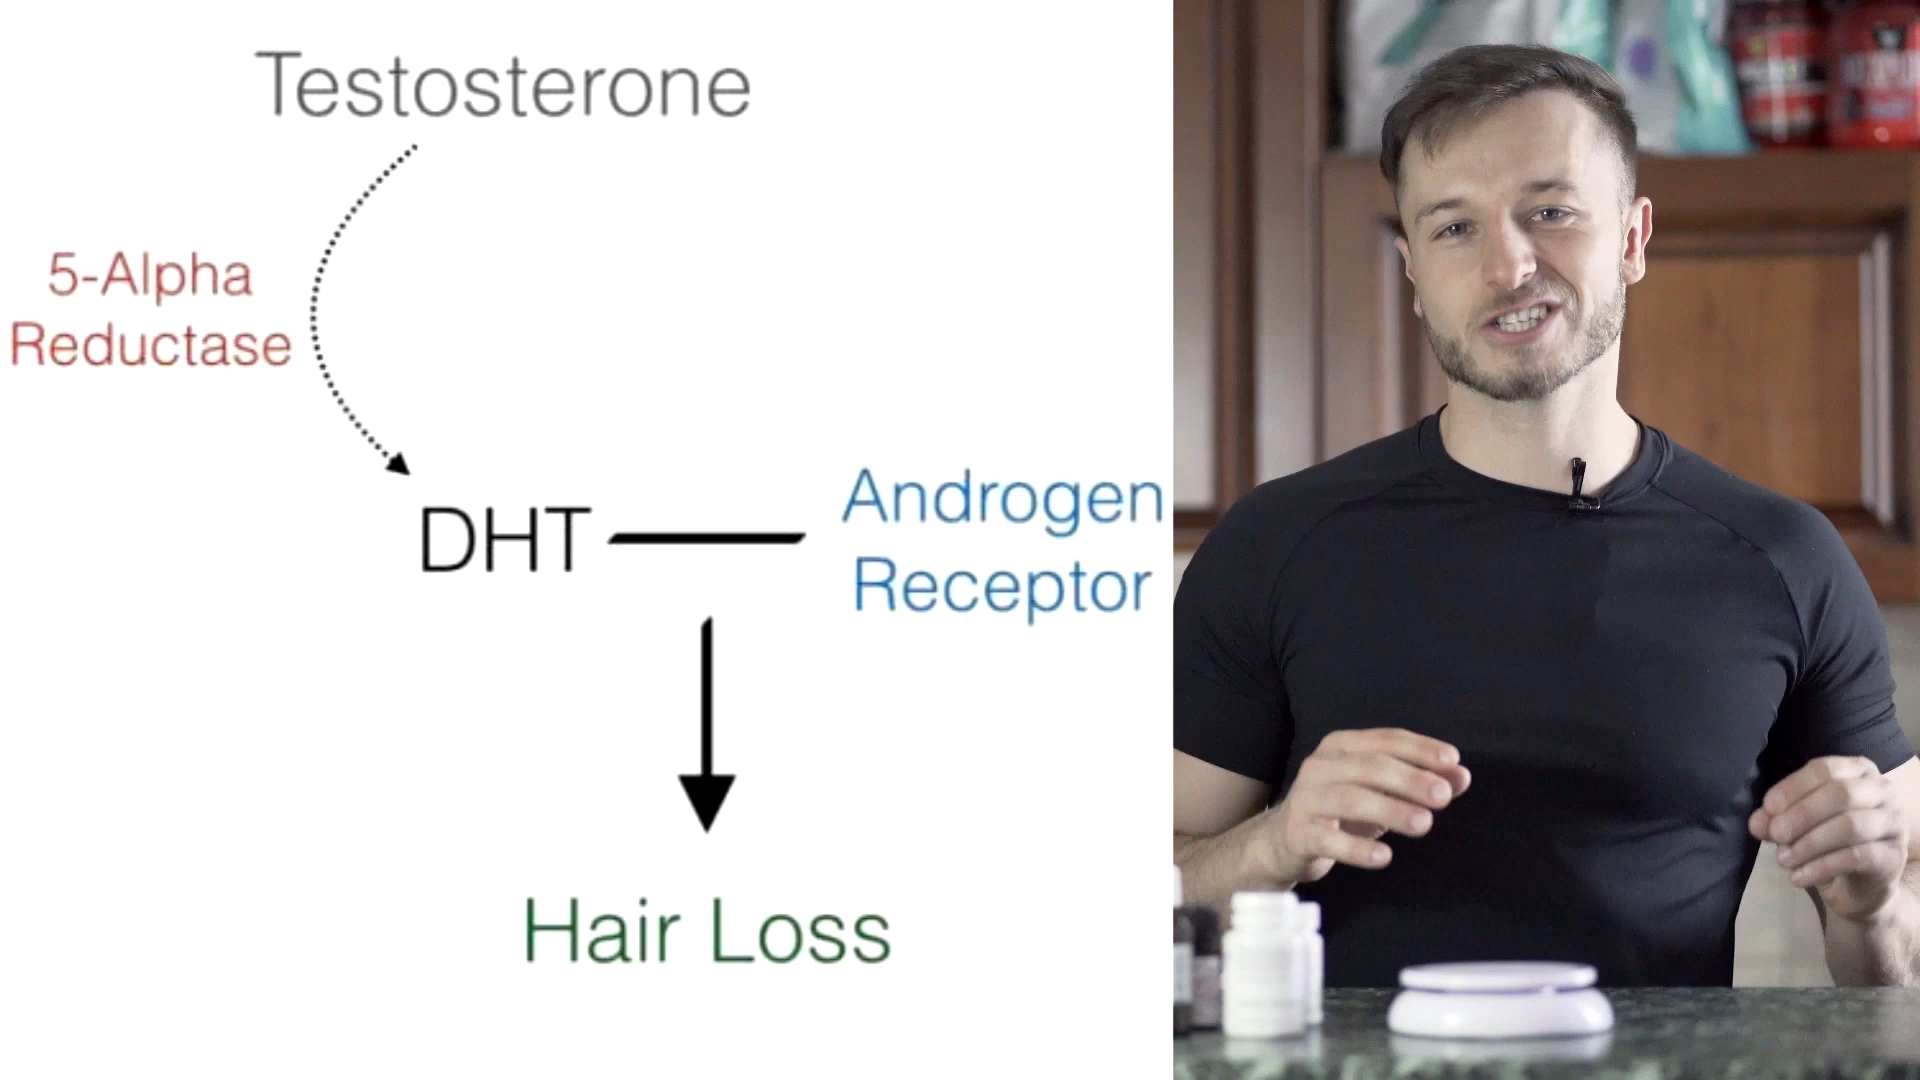 Testosterone
5-Alpha
Reductase
DHT
Androgen
Receptor
Hair Loss